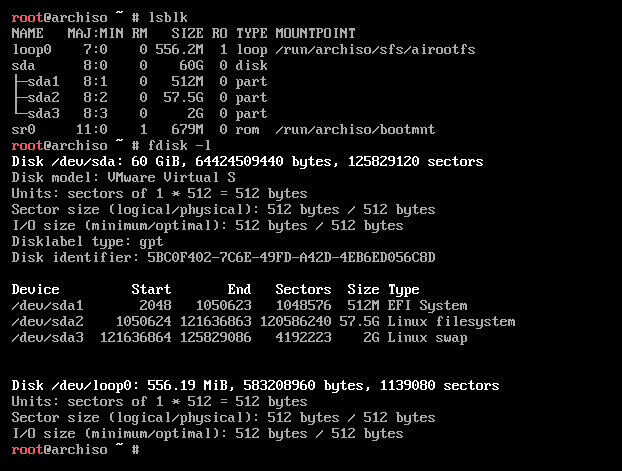 root@archiso ~ # lsblk
NAME   MAJ:MIN RM   SIZE RO TYPE MOUNTPOINT
loop0    7:0    0 556.2M  1 loop /run/archiso/sfs/airootfs
sda      8:0    0    60G  0 disk
├─sda1   8:1    0   512M  0 part
├─sda2   8:2    0  57.5G  0 part
└─sda3   8:3    0     2G  0 part
sr0     11:0    1   679M  0 rom  /run/archiso/bootmnt
root@archiso ~ # fdisk -l
Disk /dev/sda: 60 GiB, 64424509440 bytes, 125829120 sectors
Disk model: VMware Virtual S
Units: sectors of 1 * 512 = 512 bytes
Sector size (logical/physical): 512 bytes / 512 bytes
I/O size (minimum/optimal): 512 bytes / 512 bytes
Disklabel type: gpt
Disk identifier: 5BC0F402-7C6E-49FD-A42D-4EB6ED056C8D
Device         Start       End   Sectors  Size Type
/dev/sda1       2048   1050623   1048576  512M EFI System
/dev/sda2    1050624 121636863 120586240 57.5G Linux filesystem
/dev/sda3  121636864 125829086   4192223    2G Linux swap
Disk /dev/loop0: 556.19 MiB, 583208960 bytes, 1139080 sectors
Units: sectors of 1 * 512 = 512 bytes
Sector size (logical/physical): 512 bytes / 512 bytes
I/O size (minimum/optimal): 512 bytes / 512 bytes
root@archiso ~ #